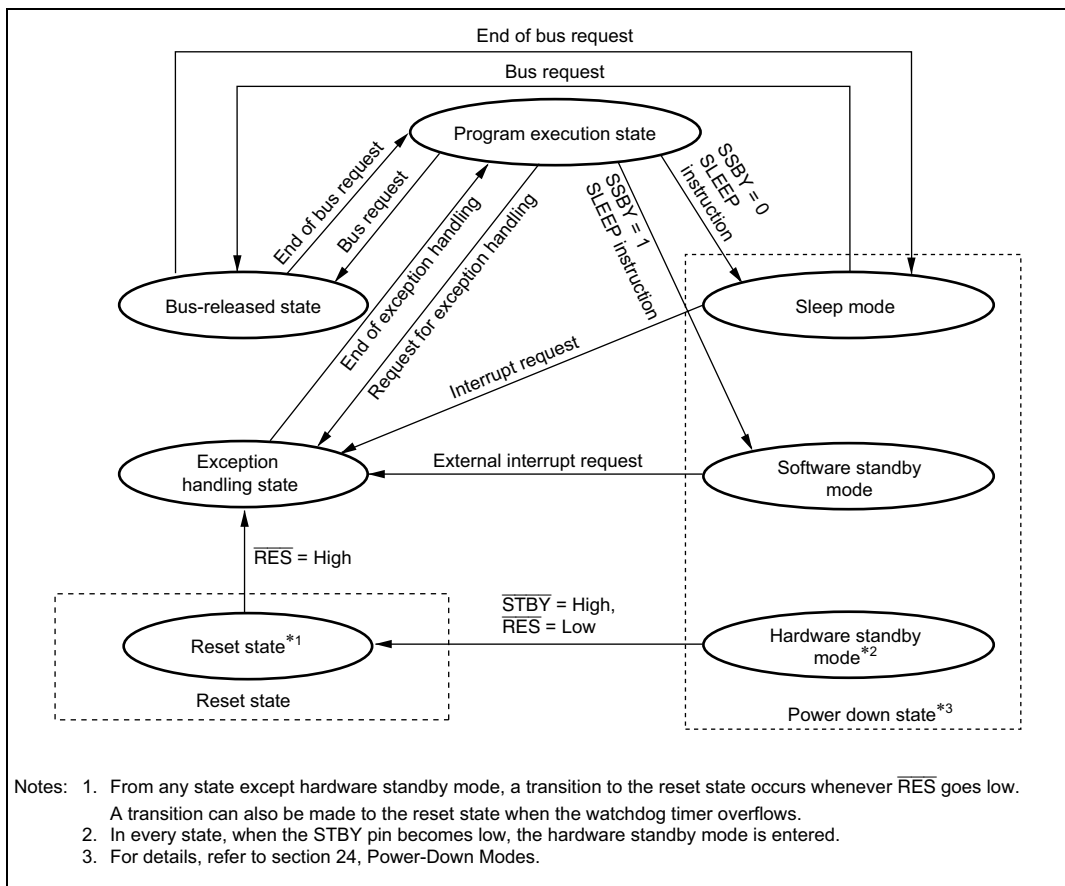 End of bus request
Bus request
Program execution state
End of bus request
Bus request
End of exception handling
Request for exception handling
SSBY = 1
SLEEP instruction
SSBY = 0
SLEEP
instruction
Bus-released state
Sleep mode
Interrupt request
Exception
handling state
External interrupt request
Software standby
mode
RES = High
STBY = High,
RES = Low
Reset state*1
Hardware standby
mode*2
Reset state
Power down state*3
Notes: 1. From any state except hardware standby mode, a transition to the reset state occurs whenever RES goes low.
A transition can also be made to the reset state when the watchdog timer overflows.
2. In every state, when the STBY pin becomes low, the hardware standby mode is entered.
3. For details, refer to section 24, Power-Down Modes.